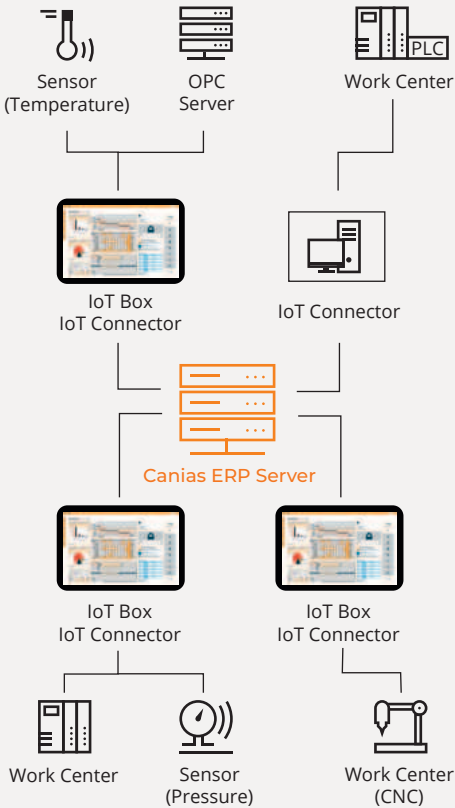 Sensor
(Temperature)
OPC
Server
PLC
Work Center
IoT Box
IoT Connector
IoT Connector
Canias ERP Server
IoT Box
IoT Connector
IoT Box
IoT Connector
Work Center
Sensor
(Pressure)
Work Center
(CNC)